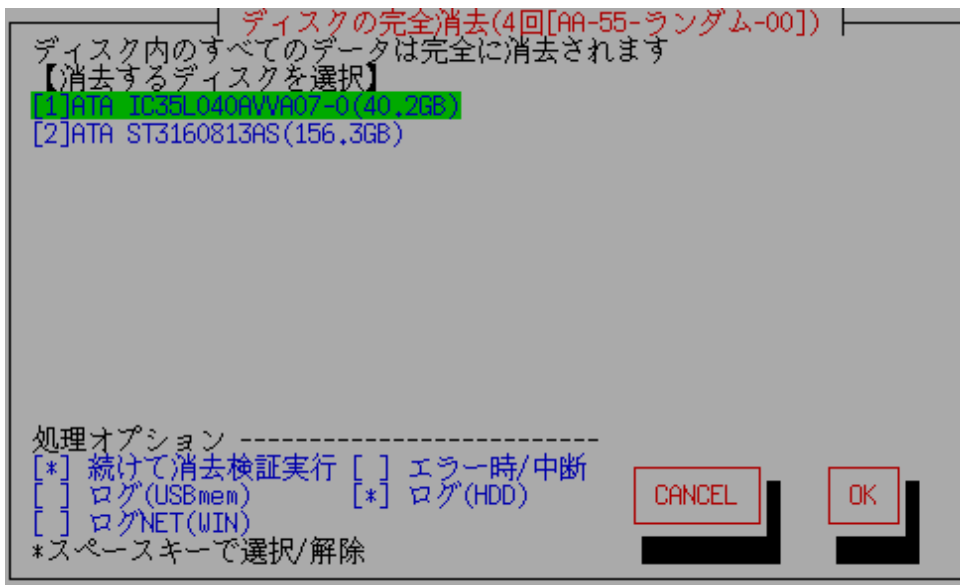 ディスクの完全消去(4回[AA-55-ランダム-00])
ディスク内のすべてのデータは完全に消去されます
【消去するディスクを選択】
[1]ATA IC35L040AVVA07-0(40.2GB)
[2]ATA ST3160813AS(156.3GB)
処理オプション --------------------------
[*] 続けて消去検証実行 [ ] エラー時/中断
[ ] ログ(USBmem) [*] ログ(HDD)
[ ] ログNET(WIN)
*スペースキーで選択/解除
CANCEL OK